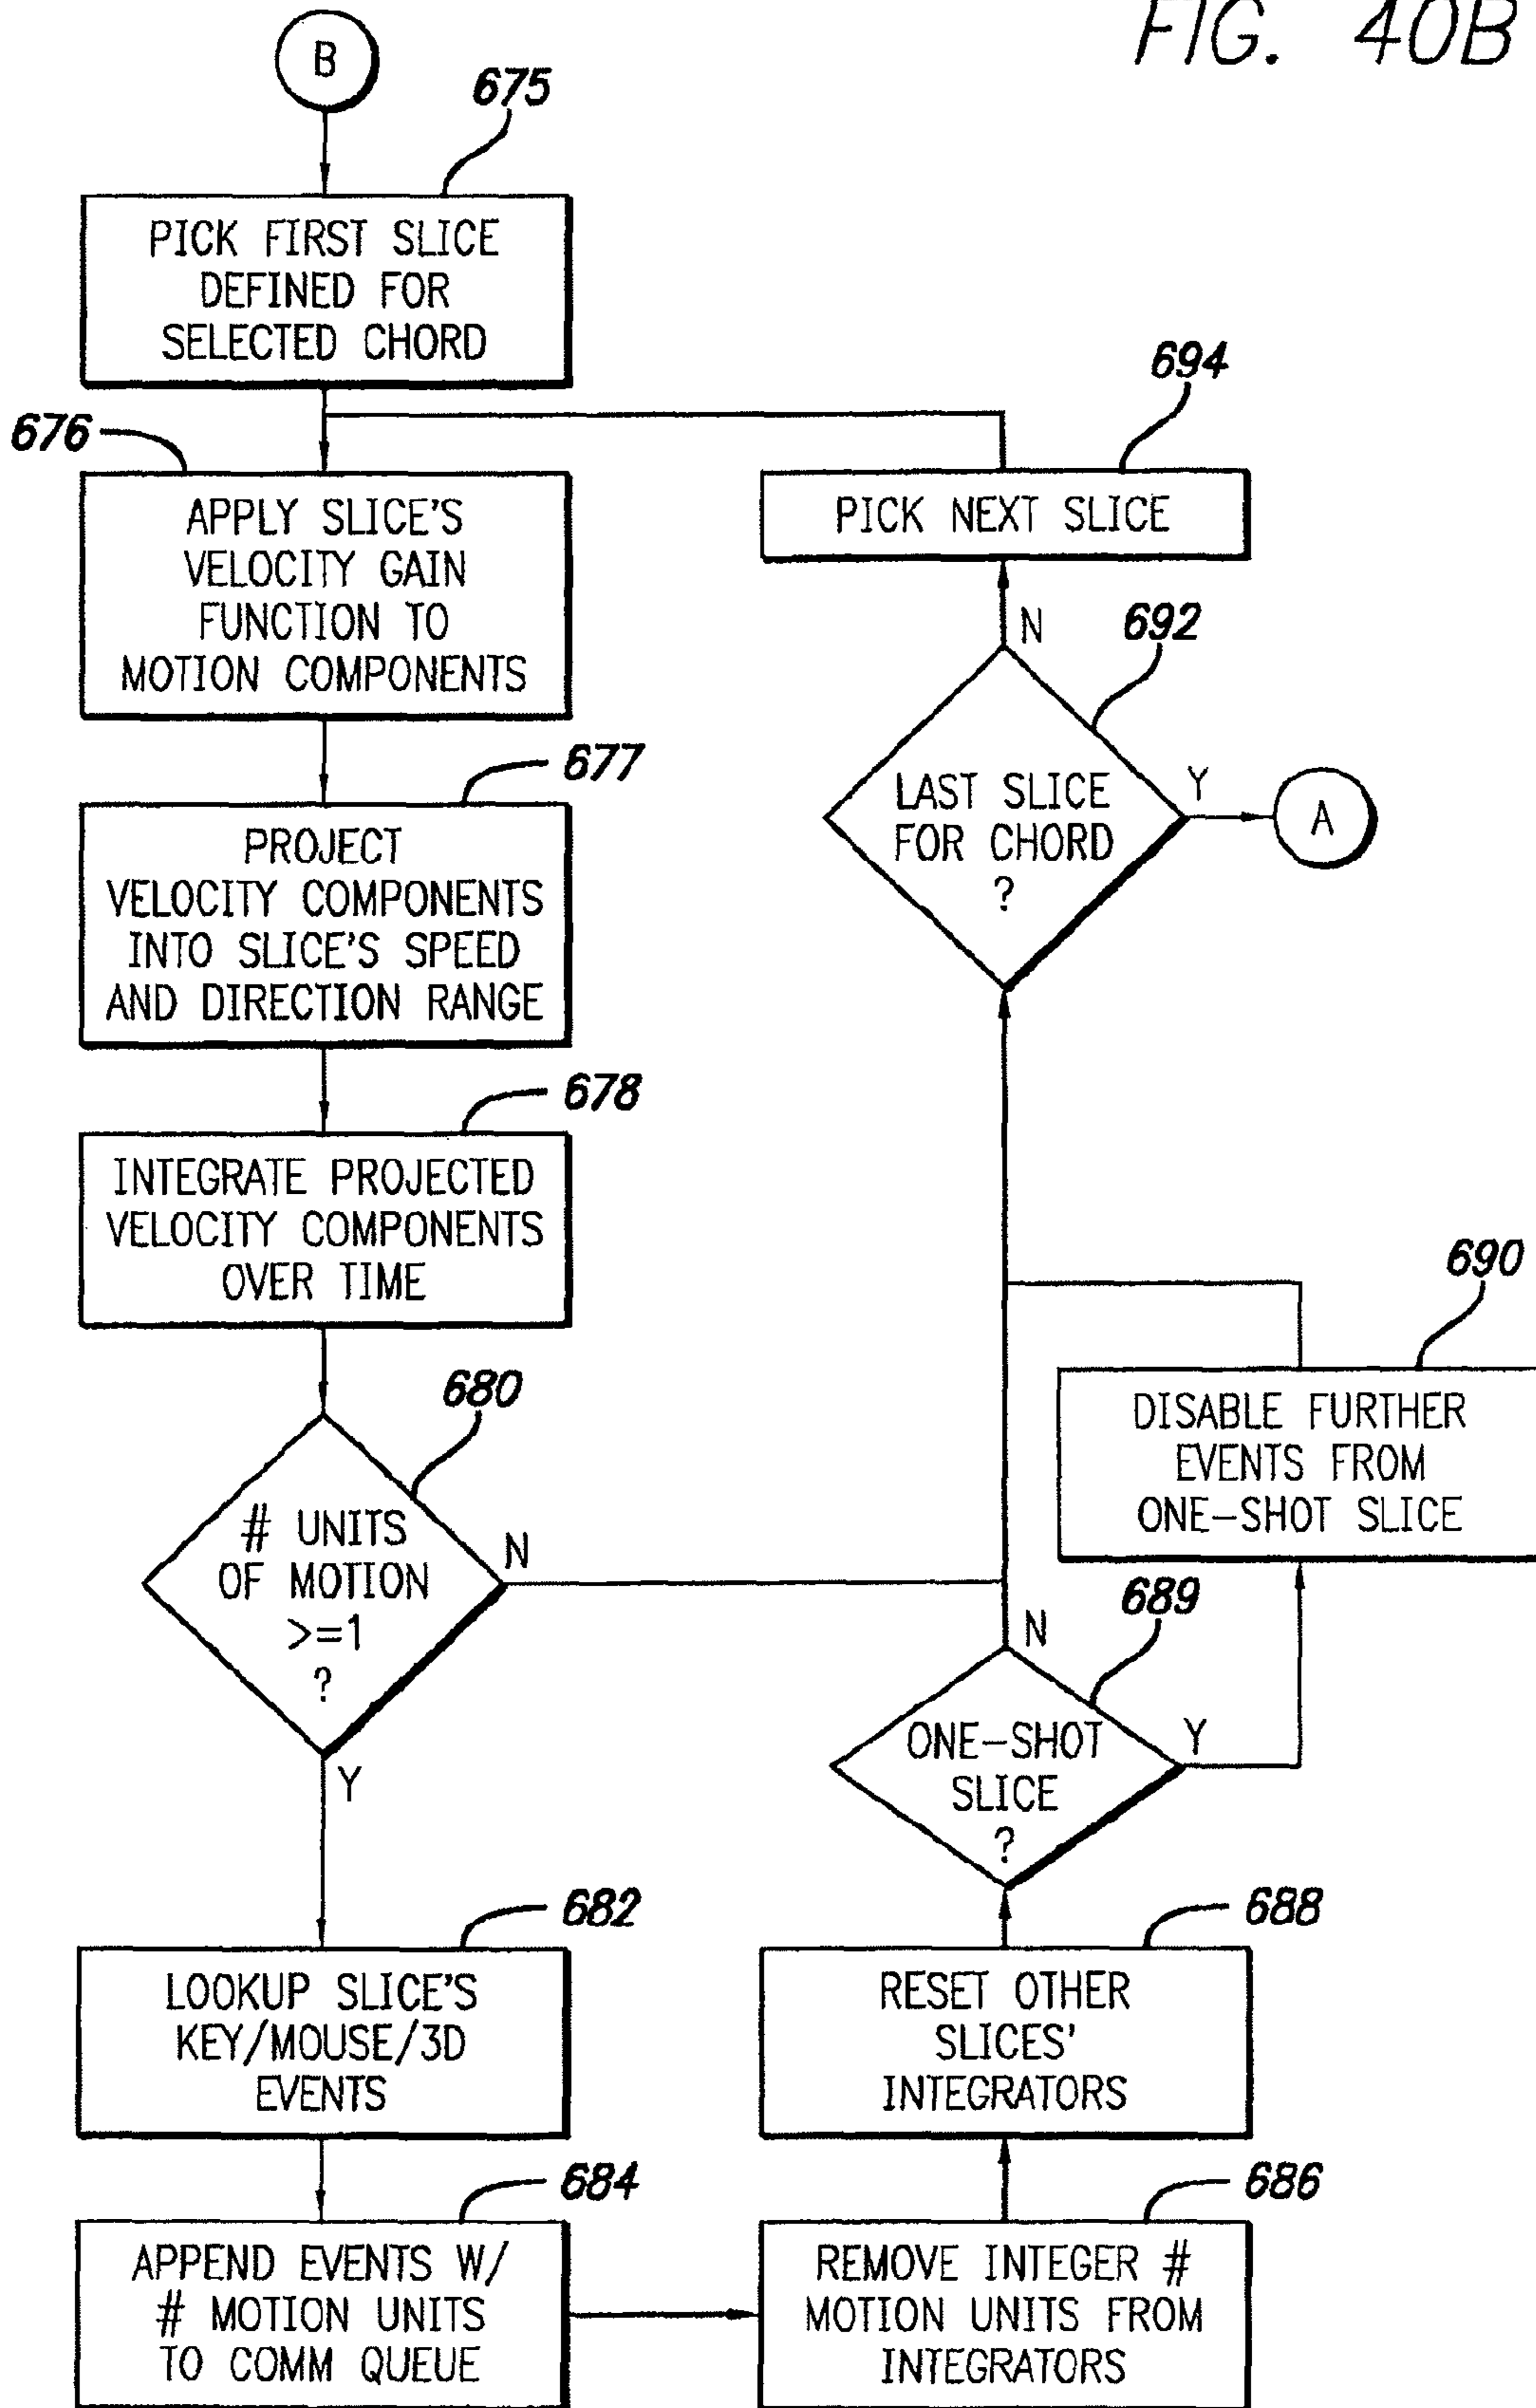 FIG. 40B
B
675
PICK FIRST SLICE
DEFINED FOR
SELECTED CHORD
676
APPLY SLICE'S
VELOCITY GAIN
FUNCTION TO
MOTION COMPONENTS
677
PROJECT
VELOCITY COMPONENTS
INTO SLICE'S SPEED
AND DIRECTION RANGE
678
INTEGRATE PROJECTED
VELOCITY COMPONENTS
OVER TIME
680
# UNITS
OF MOTION
>=1
?
N
Y
682
LOOKUP SLICE'S
KEY/MOUSE/3D
EVENTS
684
APPEND EVENTS W/
# MOTION UNITS
TO COMM QUEUE
686
REMOVE INTEGER #
MOTION UNITS FROM
INTEGRATORS
688
RESET OTHER
SLICES'
INTEGRATORS
689
ONE-SHOT
SLICE
?
N
Y
690
DISABLE FURTHER
EVENTS FROM
ONE-SHOT SLICE
692
LAST SLICE
FOR CHORD
?
N
Y
A
694
PICK NEXT SLICE